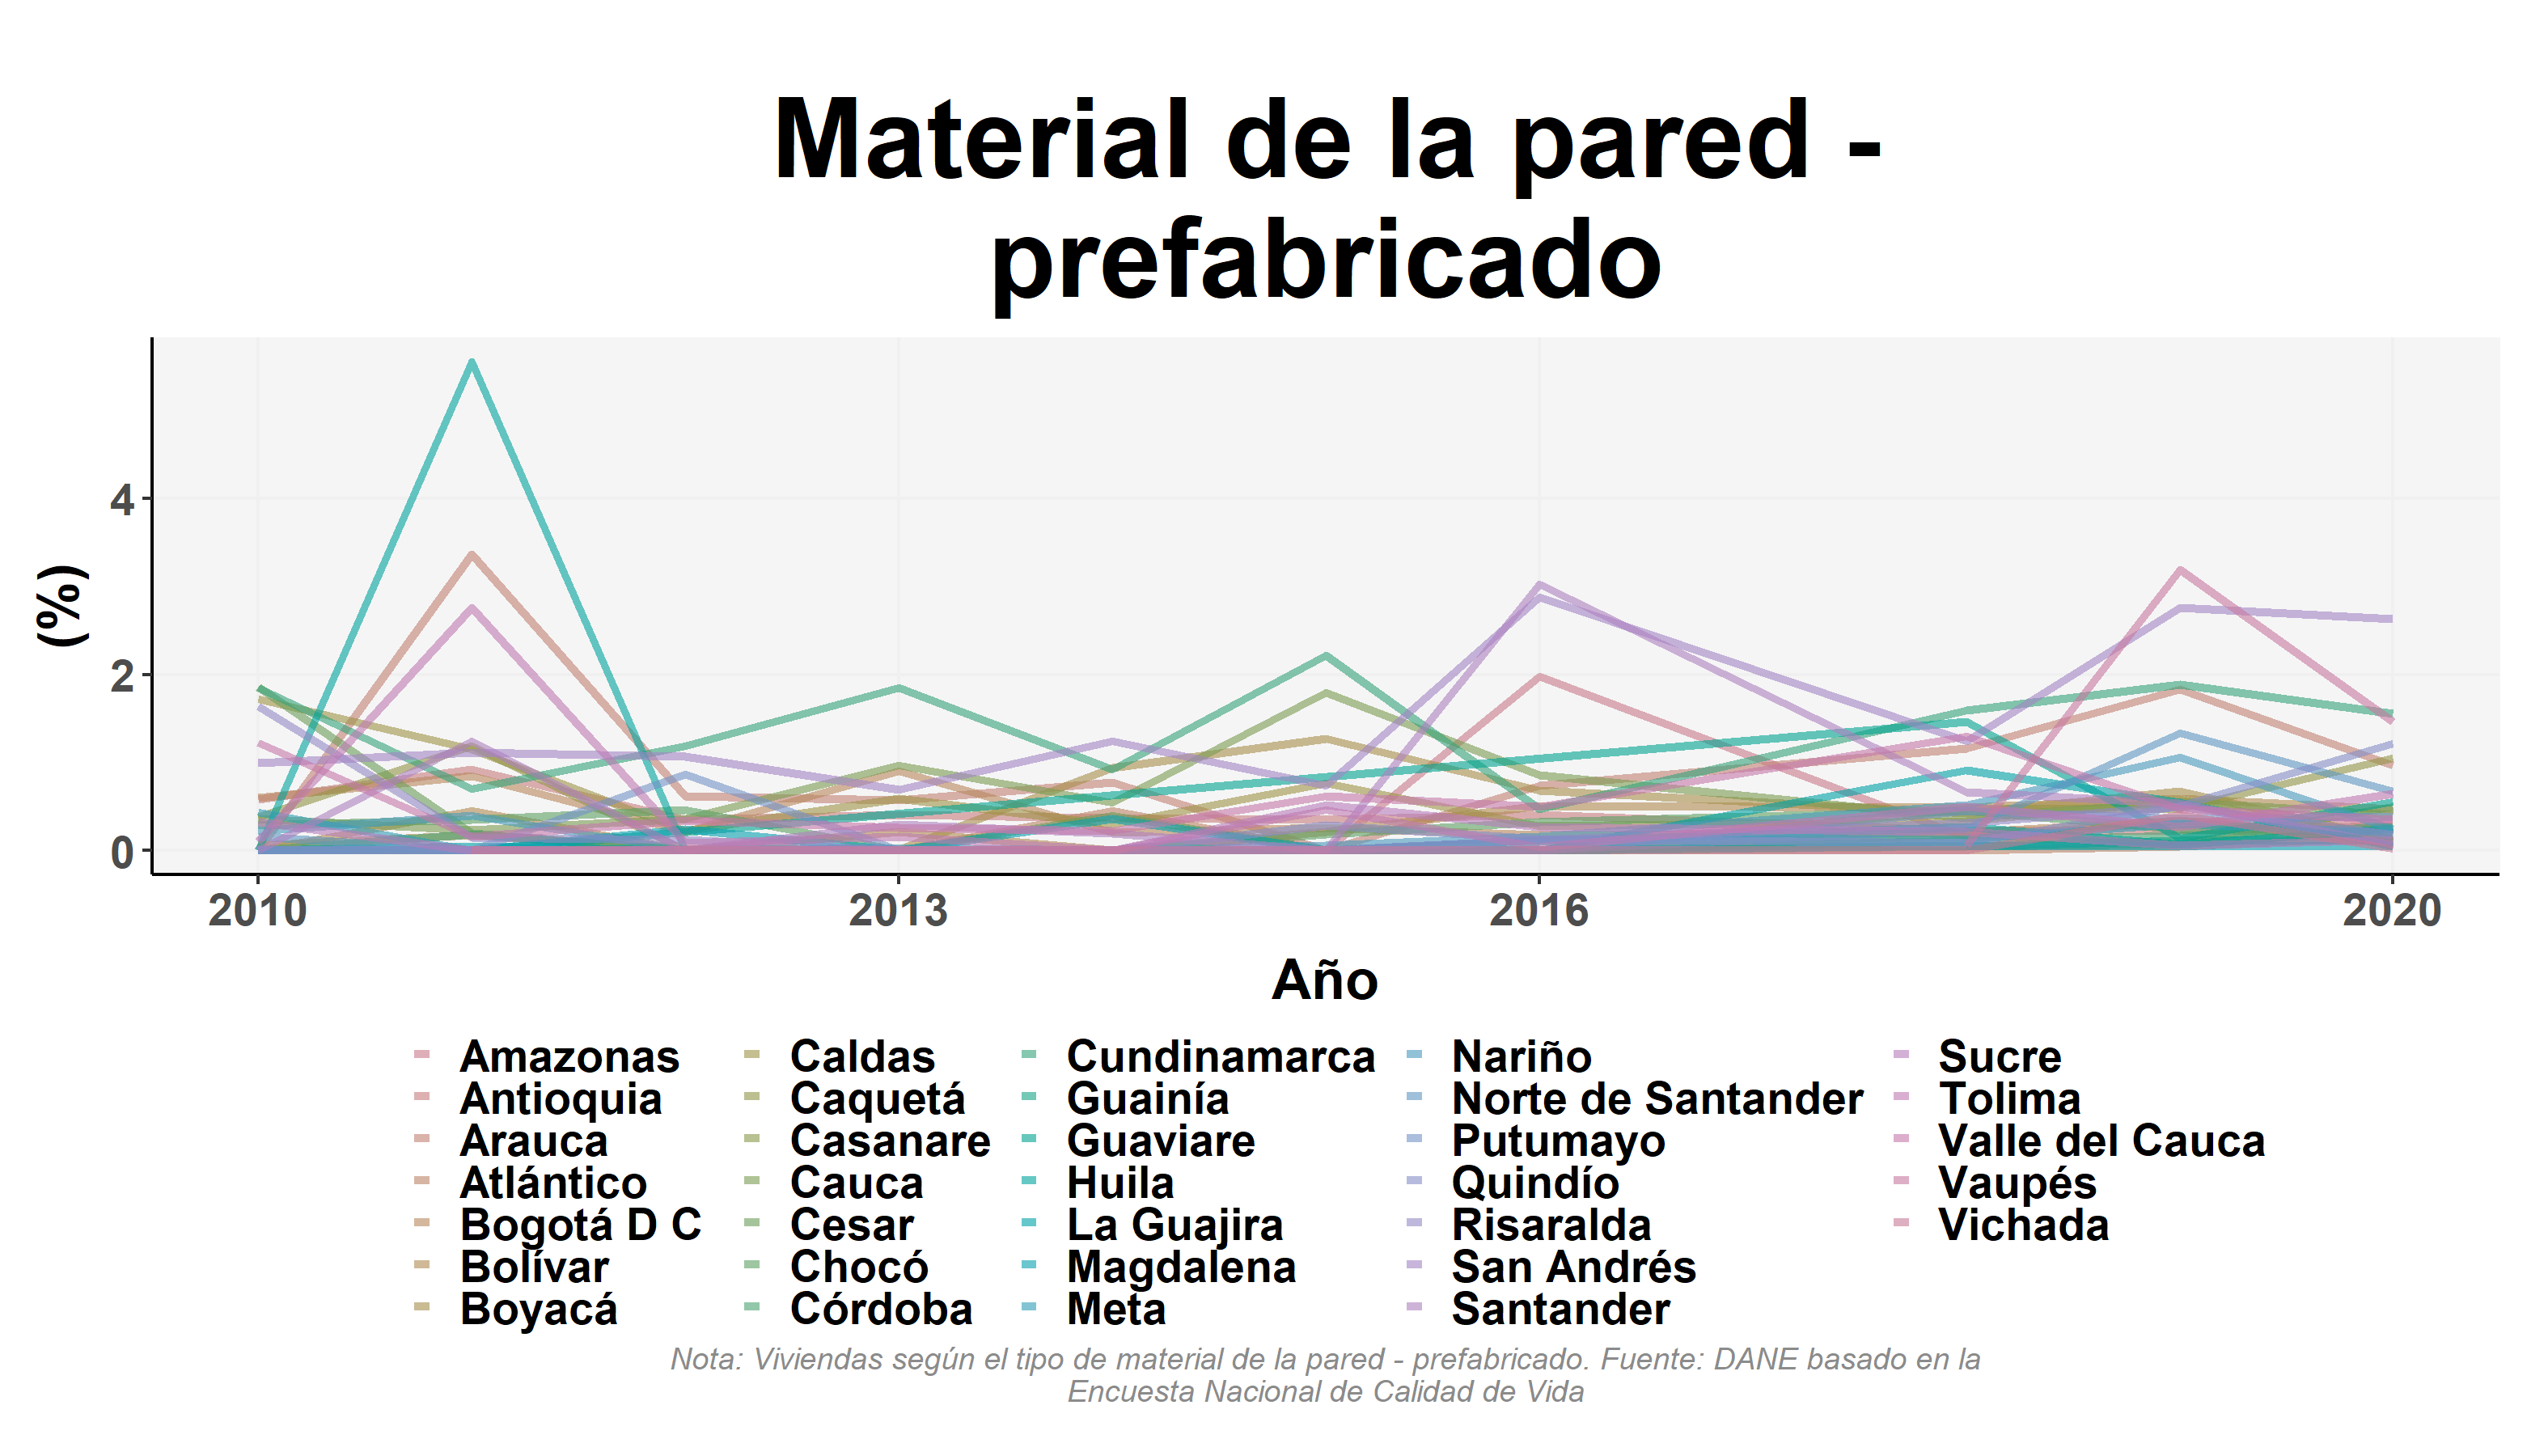 Material de la pared -
prefabricado
(%)
4
2
0
2010 2013 2016 2020
Año
Amazonas
Antioquia
Arauca
Atlántico
Bogotá D C
Bolívar
Boyacá
Caldas
Caquetá
Casanare
Cauca
Cesar
Chocó
Córdoba
Cundinamarca
Guainía
Guaviare
Huila
La Guajira
Magdalena
Meta
Nariño
Norte de Santander
Putumayo
Quindío
Risaralda
San Andrés
Santander
Sucre
Tolima
Valle del Cauca
Vaupés
Vichada
Nota: Viviendas según el tipo de material de la pared - prefabricado. Fuente: DANE basado en la
Encuesta Nacional de Calidad de Vida